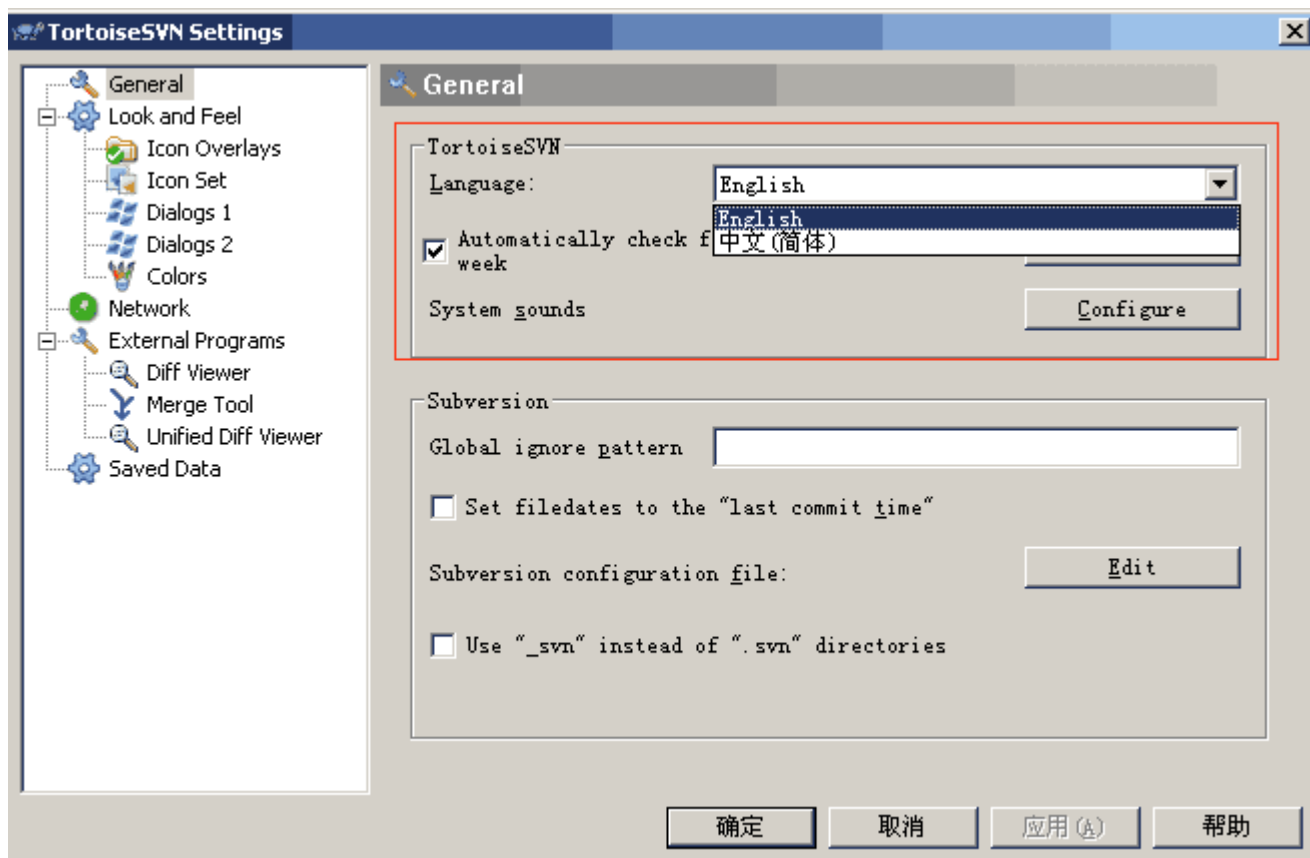 TortoiseSVN Settings
General
Look and Feel
Icon Overlays
Icon Set
Dialogs 1
Dialogs 2
Colors
Network
External Programs
Diff Viewer
Merge Tool
Unified Diff Viewer
Saved Data
General
TortoiseSVN
Language:
English
English
中文(简体)
Automatically check f
week
System sounds
Configure
Subversion
Global ignore pattern
Set filedates to the "last commit time"
Subversion configuration file:
Edit
Use "_svn" instead of ".svn" directories
确定
取消
应用(A)
帮助